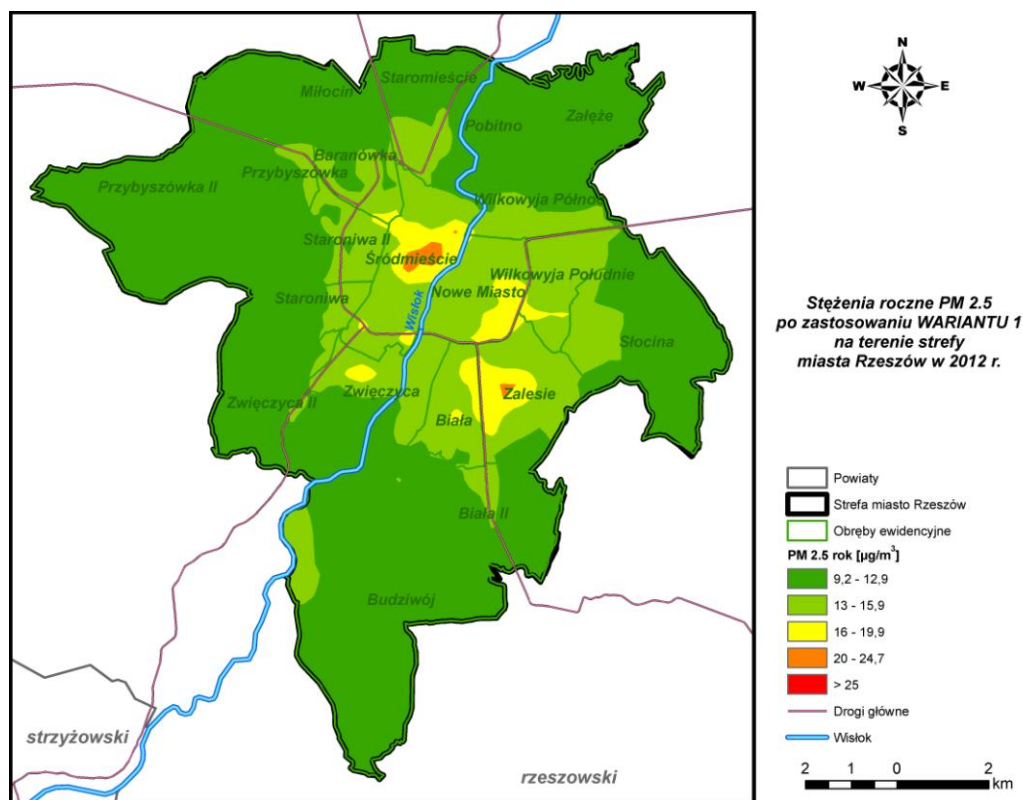 Staromieście
Miłocin
Pobitno
Załęże
Baranówka
Przybyszówka
Przybyszówka II
Wilkowyja Północ
Staroniwa II
Śródmieście
Wilkowyja Południe
Nowe Miasto
Staroniwa
Wisłok
Słocina
Zwięczyca
Zalesie
Zwięczyca II
Biała
Biała II
Budziwój
strzyżowski
rzeszowski
N
W E
S
Stężenia roczne PM 2.5
po zastosowaniu WARIANTU 1
na terenie strefy
miasta Rzeszów w 2012 r.
Powiaty
Strefa miasto Rzeszów
Obręby ewidencyjne
PM 2.5 rok [µg/m³]
9,2 - 12,9
13 - 15,9
16 - 19,9
20 - 24,7
> 25
Drogi główne
Wisłok
2 1 0 2
km